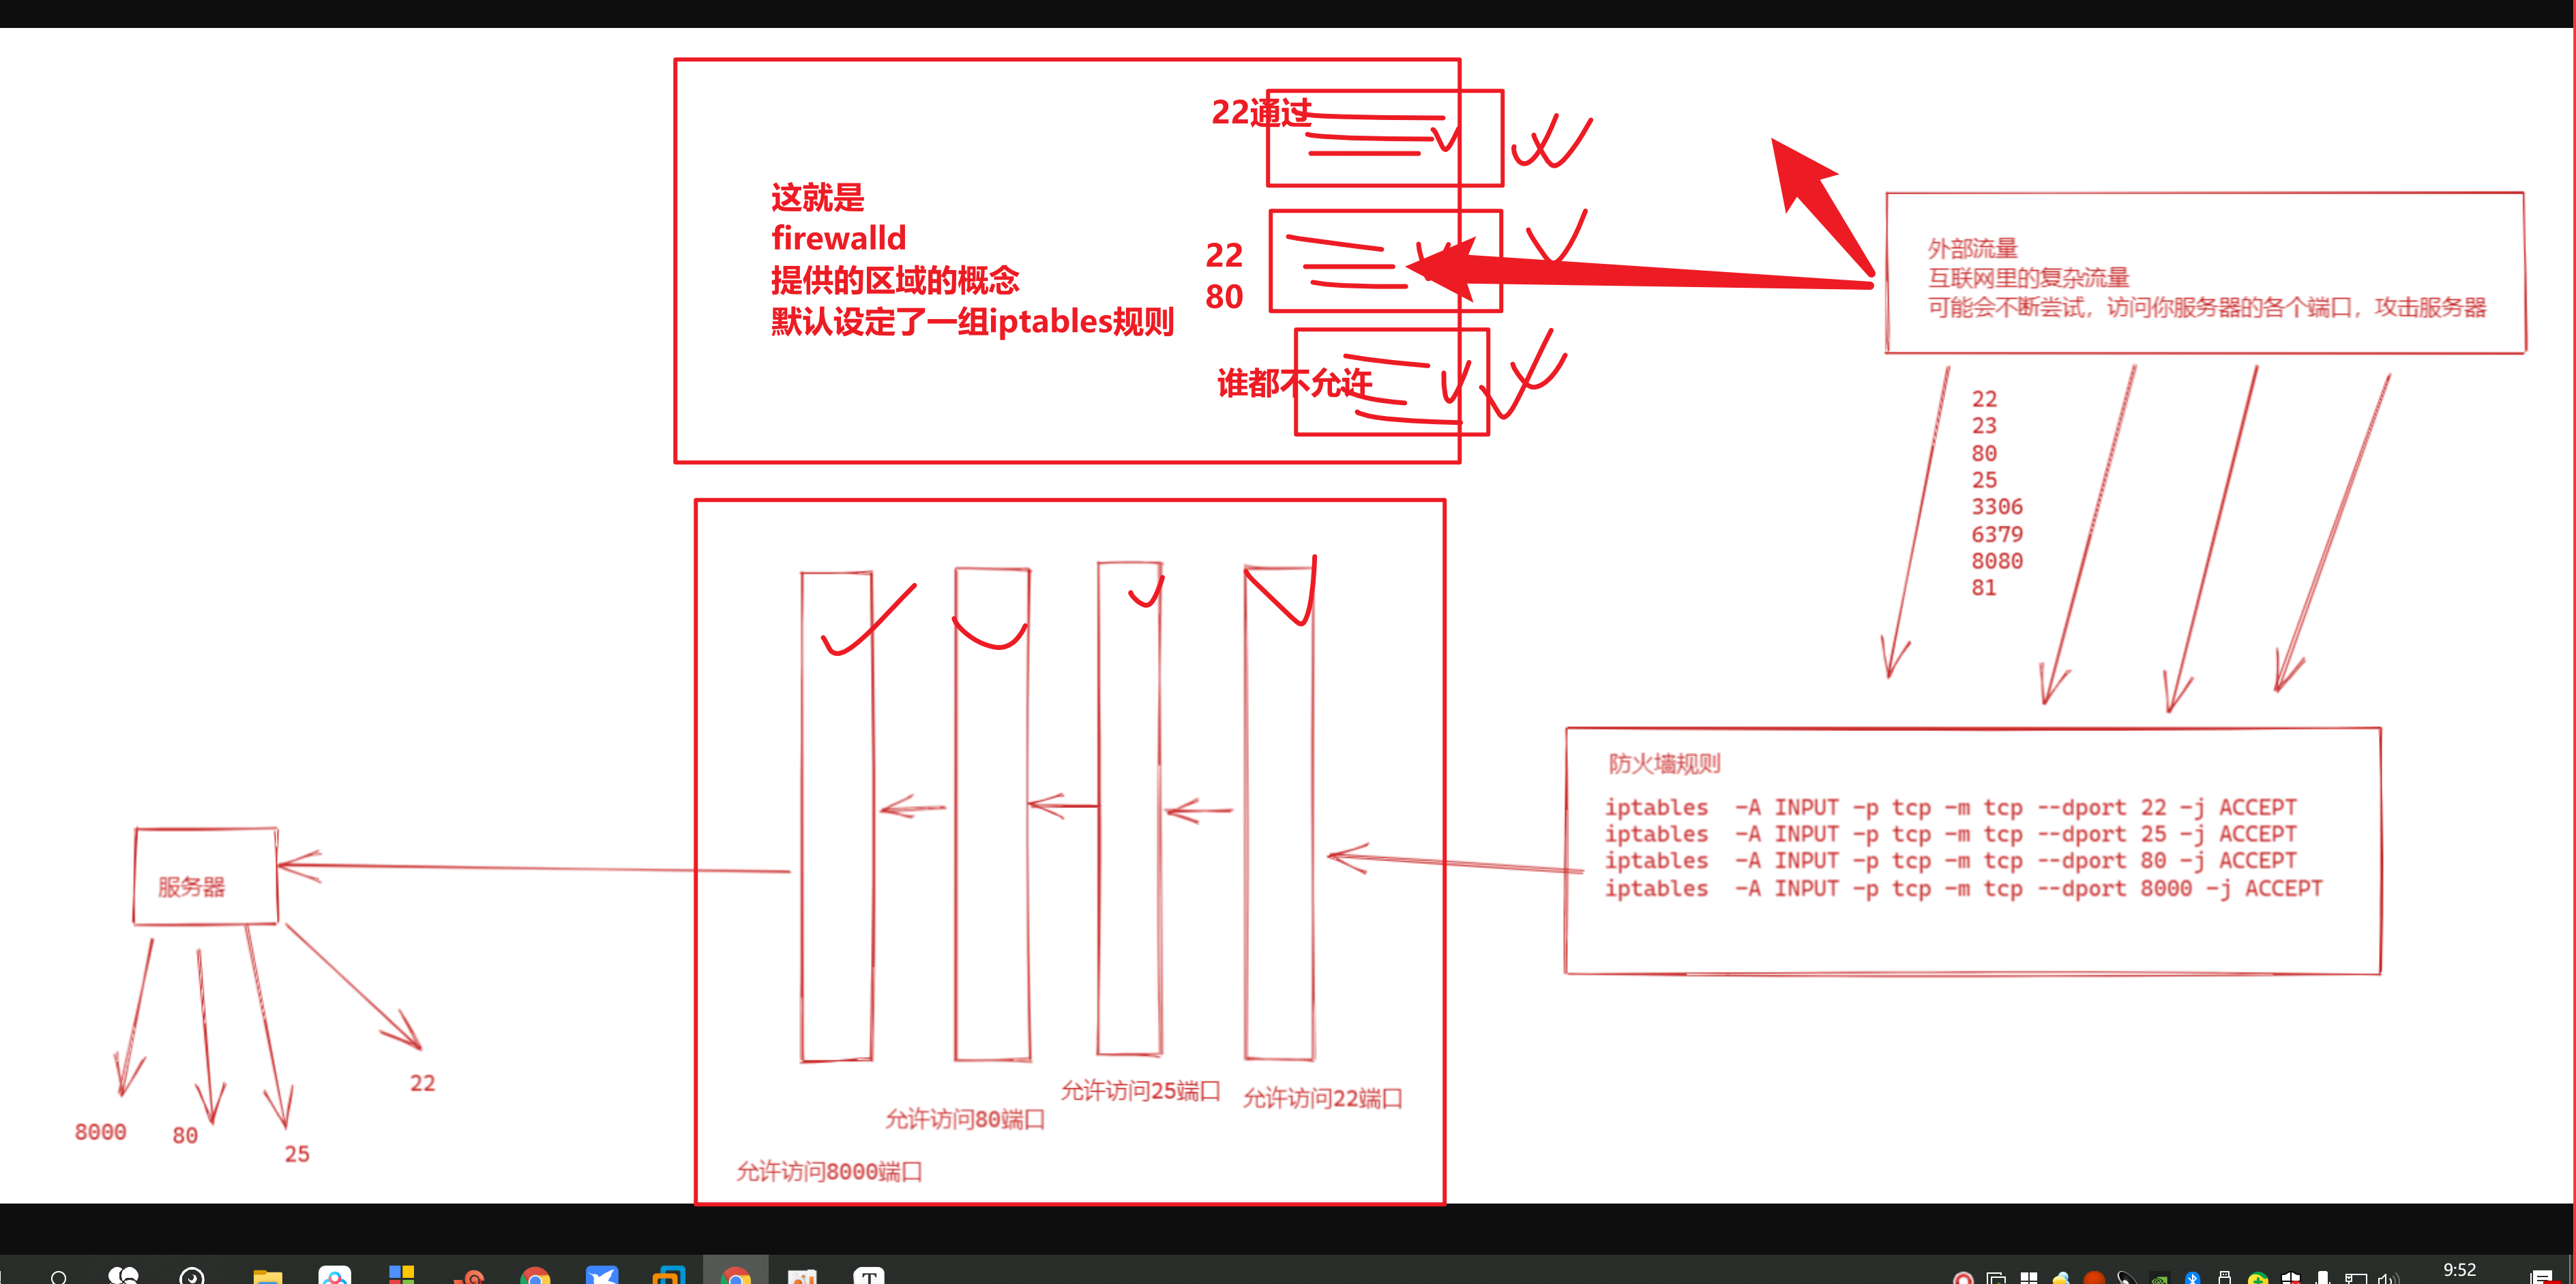 22通过
这就是
firewalld
提供的区域的概念
默认设定了一组iptables规则
22
80
谁都不允许
外部流量
互联网里的复杂流量
可能会不断尝试，访问你服务器的各个端口，攻击服务器
22
23
80
25
3306
6379
8080
81
防火墙规则
iptables -A INPUT -p tcp -m tcp --dport 22 -j ACCEPT
iptables -A INPUT -p tcp -m tcp --dport 25 -j ACCEPT
iptables -A INPUT -p tcp -m tcp --dport 80 -j ACCEPT
iptables -A INPUT -p tcp -m tcp --dport 8000 -j ACCEPT
服务器
8000
80
25
22
允许访问8000端口
允许访问80端口
允许访问25端口
允许访问22端口
T
9:52